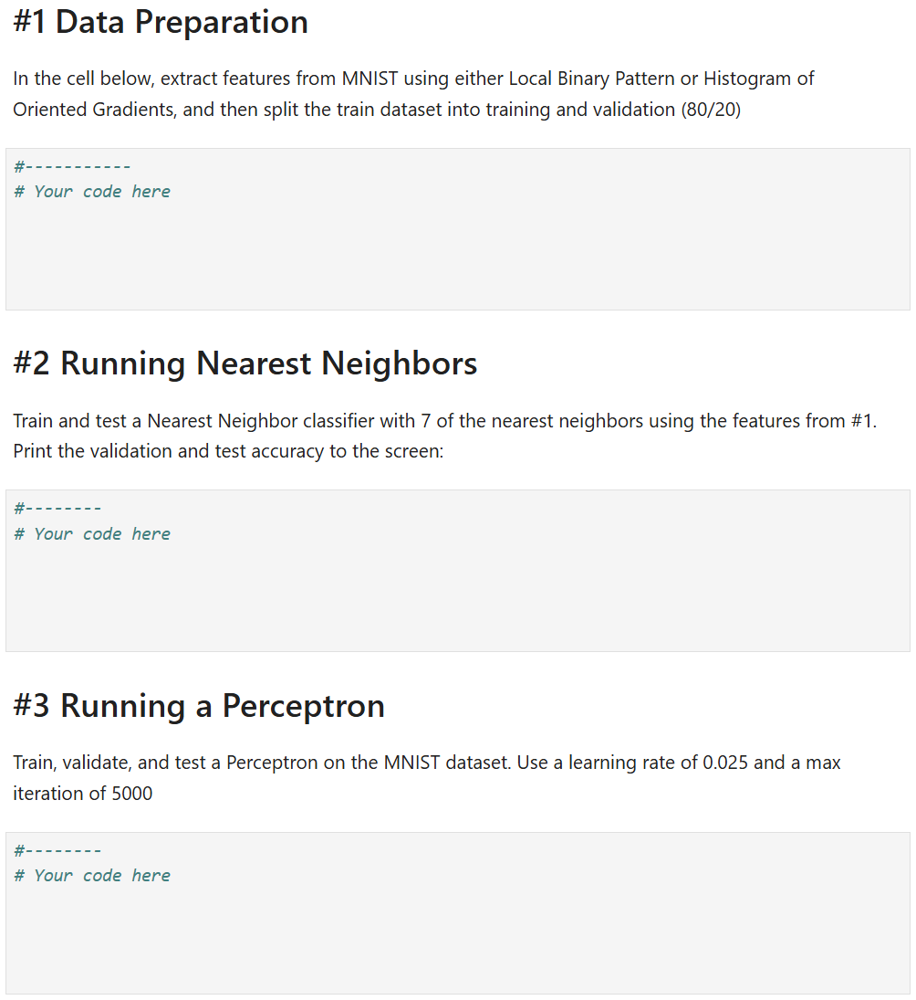 #1 Data Preparation
In the cell below, extract features from MNIST using either Local Binary Pattern or Histogram of
Oriented Gradients, and then split the train dataset into training and validation (80/20)
#-----------
# Your code here
#2 Running Nearest Neighbors
Train and test a Nearest Neighbor classifier with 7 of the nearest neighbors using the features from #1.
Print the validation and test accuracy to the screen:
#--------
# Your code here
#3 Running a Perceptron
Train, validate, and test a Perceptron on the MNIST dataset. Use a learning rate of 0.025 and a max
iteration of 5000
#--------
# Your code here